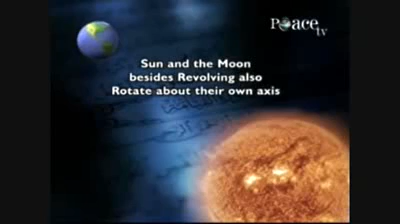 Peace
tv
Sun and the Moon
besides Revolving also
Rotate about their own axis